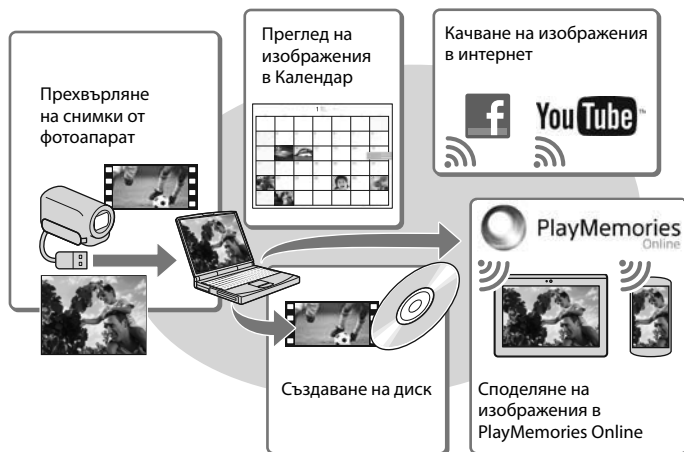 Прехвърляне
на снимки от
фотоапарат
Преглед на
изображения
в Календар
1
Качване на изображения
в интернет
f
You Tube
PlayMemories
Online
Създаване на диск
Споделяне на
изображения в
PlayMemories Online